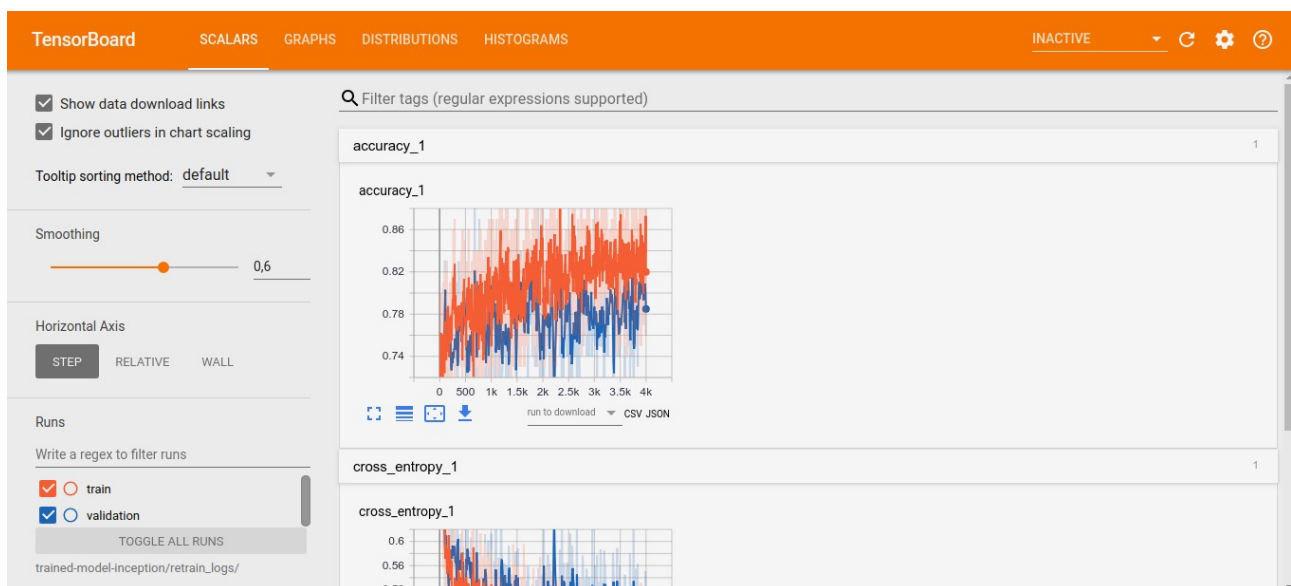 TensorBoard SCALARS GRAPHS DISTRIBUTIONS HISTOGRAMS INACTIVE
Show data download links
Ignore outliers in chart scaling
Tooltip sorting method: default
Smoothing
0,6
Horizontal Axis
STEP RELATIVE WALL
Runs
Write a regex to filter runs
train
validation
TOGGLE ALL RUNS
trained-model-inception/retrain_logs/
Filter tags (regular expressions supported)
accuracy_1 1
accuracy_1
0.86
0.82
0.78
0.74
0 500 1k 1.5k 2k 2.5k 3k 3.5k 4k
run to download CSV JSON
cross_entropy_1 1
cross_entropy_1
0.6
0.56